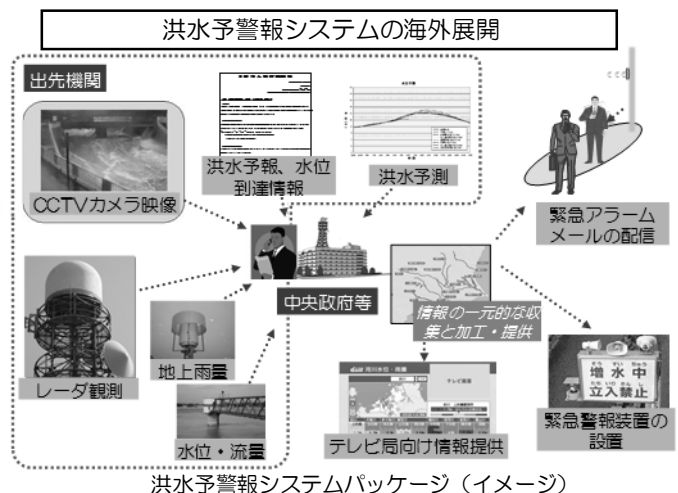 洪水予警報システムの海外展開
出先機関
CCTVカメラ映像
洪水予報、水位
到達情報
洪水予測
緊急アラーム
メールの配信
中央政府等
情報の一元的な収
集と加工・提供
レーダ観測
地上雨量
水位・流量
テレビ局向け情報提供
増水中
立入禁止
緊急警報装置の
設置
洪水予警報システムパッケージ（イメージ）